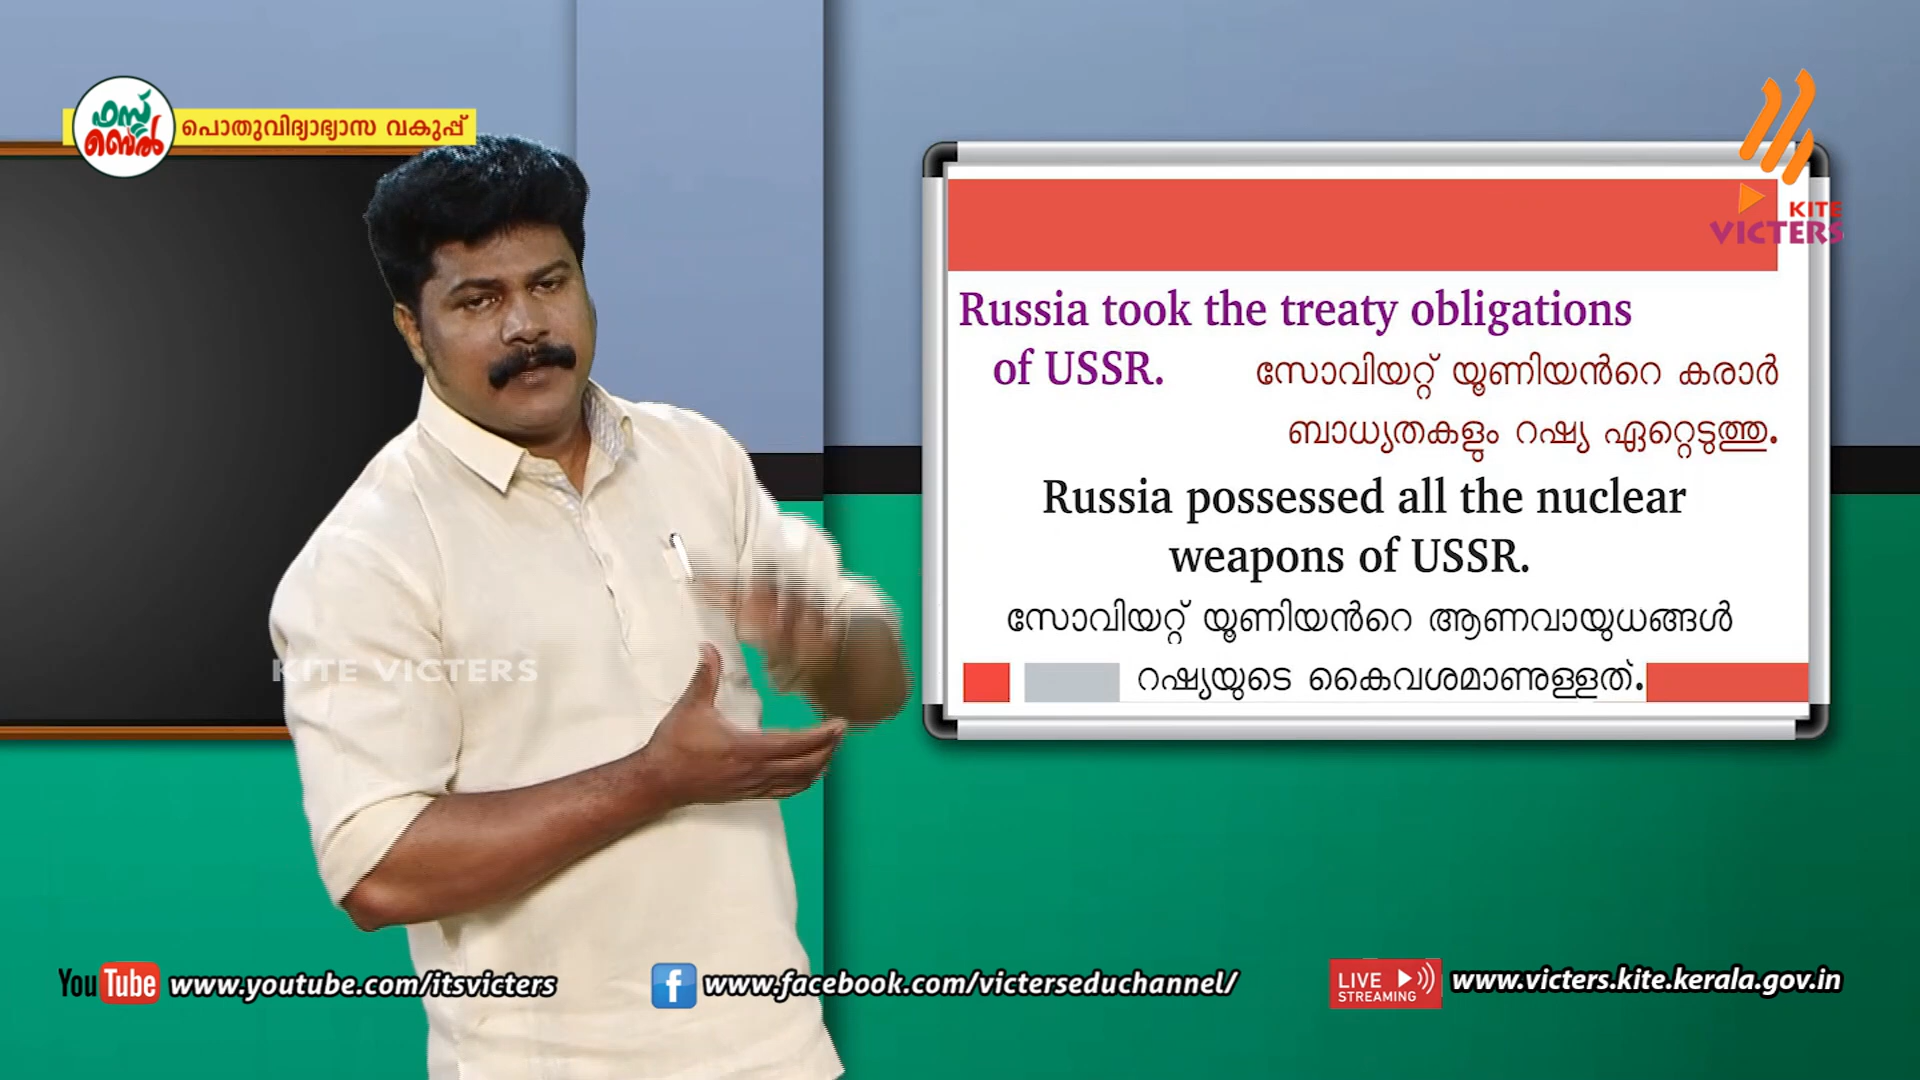 ഫസ്റ്റ്
ബെൽ
പൊതുവിദ്യാഭ്യാസ വകുപ്പ്
KITE
VICTERS
Russia took the treaty obligations
of USSR. സോവിയറ്റ് യൂണിയൻറെ കരാർ
ബാധ്യതകളും റഷ്യ ഏറ്റെടുത്തു.
Russia possessed all the nuclear
weapons of USSR.
സോവിയറ്റ് യൂണിയൻറെ ആണവായുധങ്ങൾ
റഷ്യയുടെ കൈവശമാണുള്ളത്.
KITE VICTERS
YouTube www.youtube.com/itsvicters
f www.facebook.com/victerseduchannel/
LIVE STREAMING www.victers.kite.kerala.gov.in